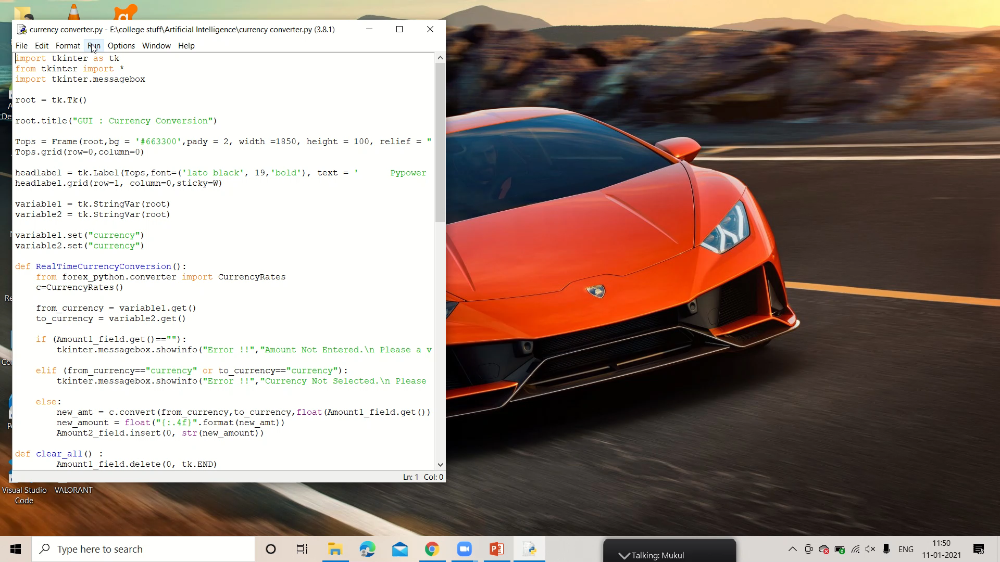 currency converter.py - E:\college stuff\Artificial Intelligence\currency converter.py (3.8.1)
File Edit Format Run Options Window Help
import tkinter as tk
from tkinter import *
import tkinter.messagebox
root = tk.Tk()
root.title("GUI : Currency Conversion")
Tops = Frame(root,bg = '#663300',pady = 2, width =1850, height = 100, relief = "
Tops.grid(row=0,column=0)
headlabel = tk.Label(Tops,font=('lato black', 19,'bold'), text = '      Pypower
headlabel.grid(row=1, column=0,sticky=W)
variable1 = tk.StringVar(root)
variable2 = tk.StringVar(root)
variable1.set("currency")
variable2.set("currency")
def RealTimeCurrencyConversion():
    from forex_python.converter import CurrencyRates
    c=CurrencyRates()
    from_currency = variable1.get()
    to_currency = variable2.get()
    if (Amount1_field.get()==""):
        tkinter.messagebox.showinfo("Error !!","Amount Not Entered.\n Please a v
    elif (from_currency=="currency" or to_currency=="currency"):
        tkinter.messagebox.showinfo("Error !!","Currency Not Selected.\n Please
    else:
        new_amt = c.convert(from_currency,to_currency,float(Amount1_field.get())
        new_amount = float("{:.4f}".format(new_amt))
        Amount2_field.insert(0, str(new_amount))
def clear_all() :
        Amount1_field.delete(0, tk.END)
Ln: 1 Col: 0
Visual Studio Code
VALORANT
Type here to search
Talking: Mukul
ENG
11:50
11-01-2021